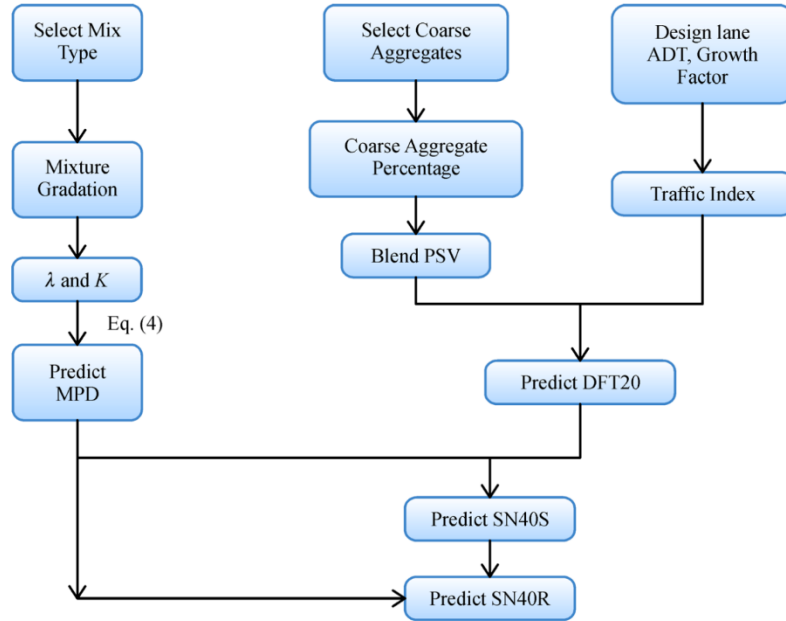 Select Mix
Type
Select Coarse
Aggregates
Design lane
ADT, Growth
Factor
Mixture
Gradation
Coarse Aggregate
Percentage
Traffic Index
λ and K
Blend PSV
Eq. (4)
Predict
MPD
Predict DFT20
Predict SN40S
Predict SN40R